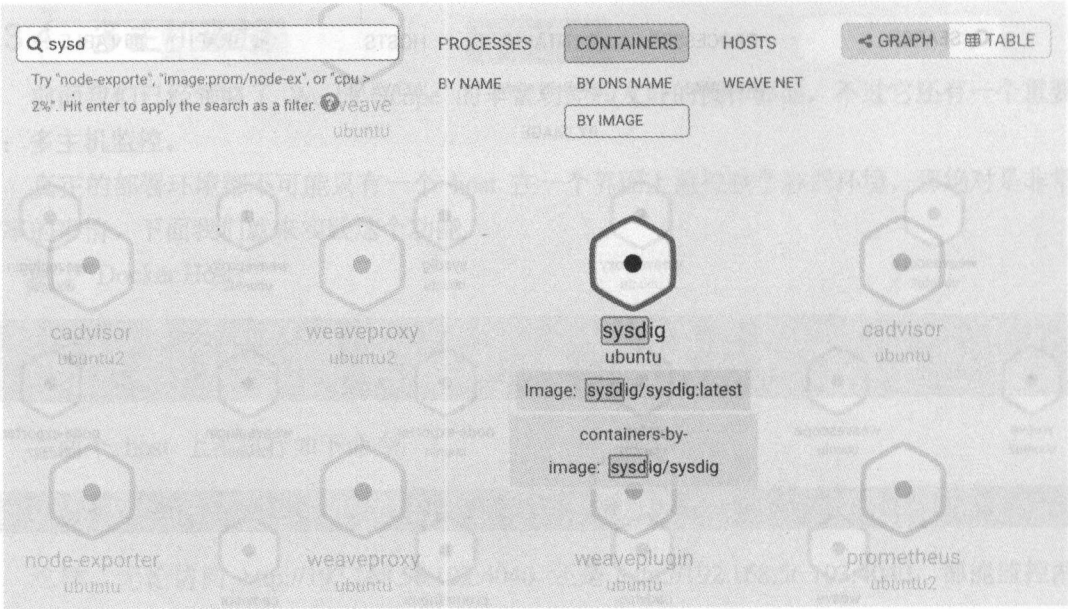 sysd
PROCESSES
CONTAINERS
HOSTS
GRAPH
TABLE
Try "node-exporte", "image:prom/node-ex", or "cpu >
2%". Hit enter to apply the search as a filter.
BY NAME
BY DNS NAME
WEAVE NET
BY IMAGE
weave
ubuntu
cadvisor
ubuntu2
weaveproxy
ubuntu2
sysdig
ubuntu
Image: sysdig/sysdig:latest
containers-by-
image: sysdig/sysdig
cadvisor
ubuntu
node-exporter
ubuntu
weaveproxy
ubuntu
weaveplugin
ubuntu
prometheus
ubuntu2